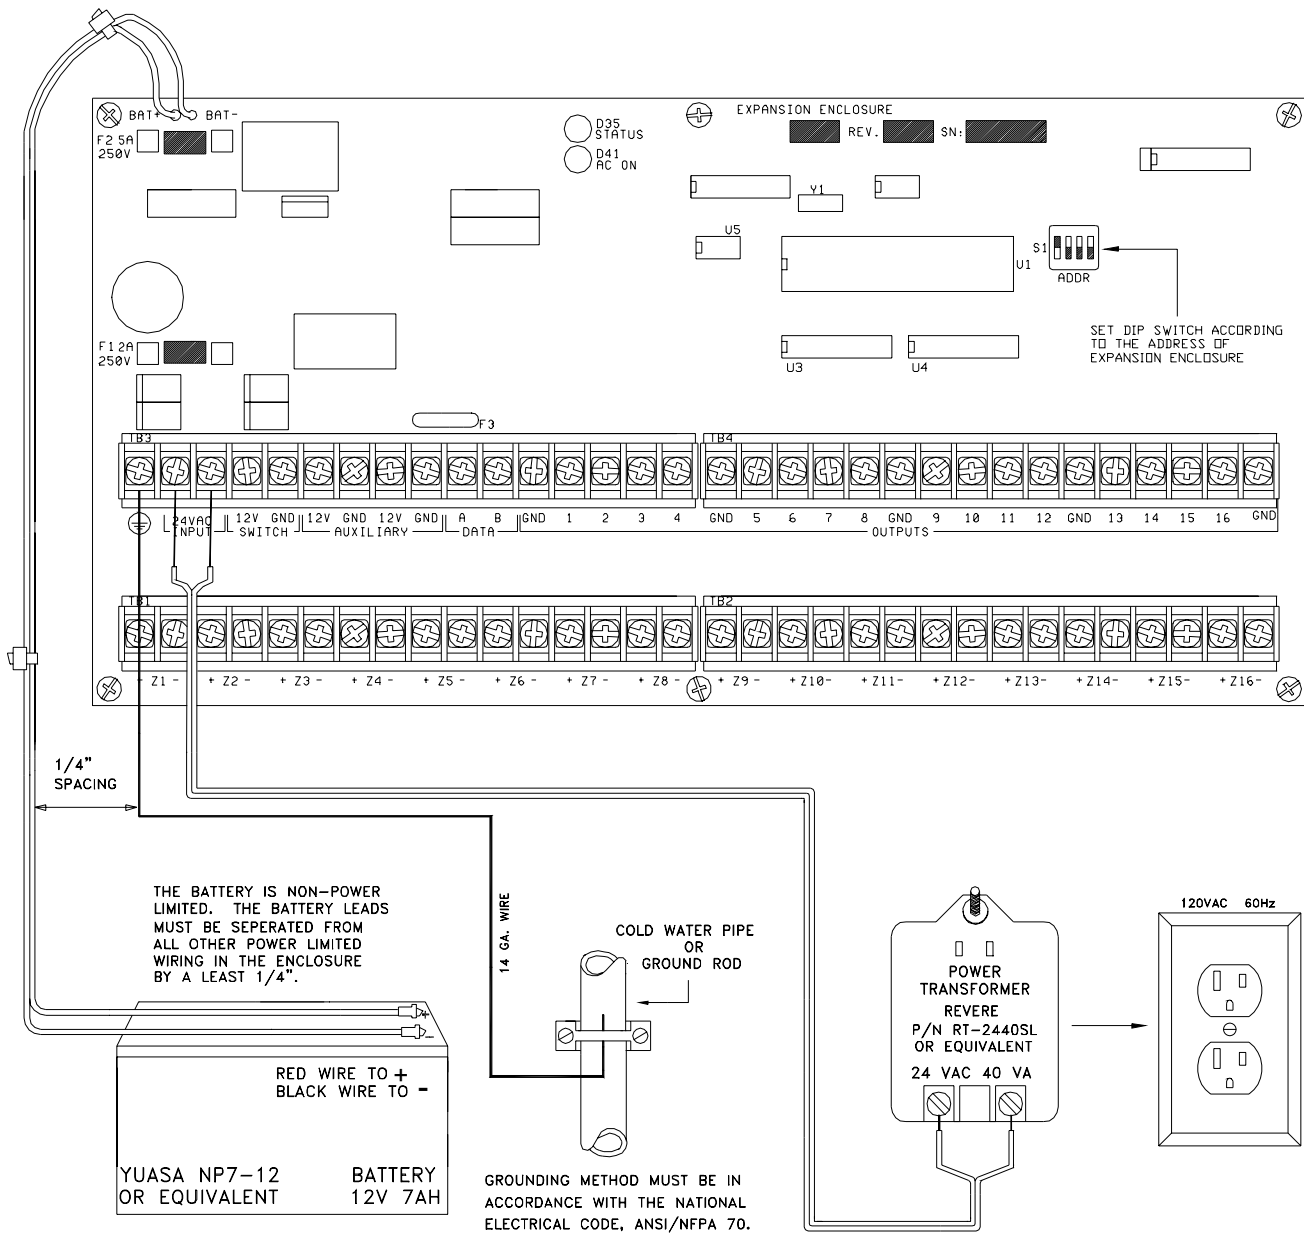 BAT+ BAT-
F2 5A
250V
D35
STATUS
D41
AC ON
EXPANSION ENCLOSURE
REV. SN:
Y1
U5
S1
U1
ADDR
SET DIP SWITCH ACCORDING
TO THE ADDRESS OF
EXPANSION ENCLOSURE
F1 2A
250V
U3 U4
F3
TB3 TB4
24VAC 12V GND 12V GND 12V GND A B GND 1 2 3 4 GND 5 6 7 8 GND 9 10 11 12 GND 13 14 15 16 GND
INPUT SWITCH AUXILIARY DATA OUTPUTS
TB1 TB2
+ Z1 - + Z2 - + Z3 - + Z4 - + Z5 - + Z6 - + Z7 - + Z8 - + Z9 - + Z10 - + Z11 - + Z12 - + Z13 - + Z14 - + Z15 - + Z16 -
1/4"
SPACING
THE BATTERY IS NON-POWER
LIMITED. THE BATTERY LEADS
MUST BE SEPERATED FROM
ALL OTHER POWER LIMITED
WIRING IN THE ENCLOSURE
BY A LEAST 1/4".
14 GA. WIRE
COLD WATER PIPE
OR
GROUND ROD
+
-
RED WIRE TO +
BLACK WIRE TO -
YUASA NP7-12 BATTERY
OR EQUIVALENT 12V 7AH
GROUNDING METHOD MUST BE IN
ACCORDANCE WITH THE NATIONAL
ELECTRICAL CODE, ANSI/NFPA 70.
POWER
TRANSFORMER
REVERE
P/N RT-2440SL
OR EQUIVALENT
24 VAC 40 VA
120VAC 60Hz